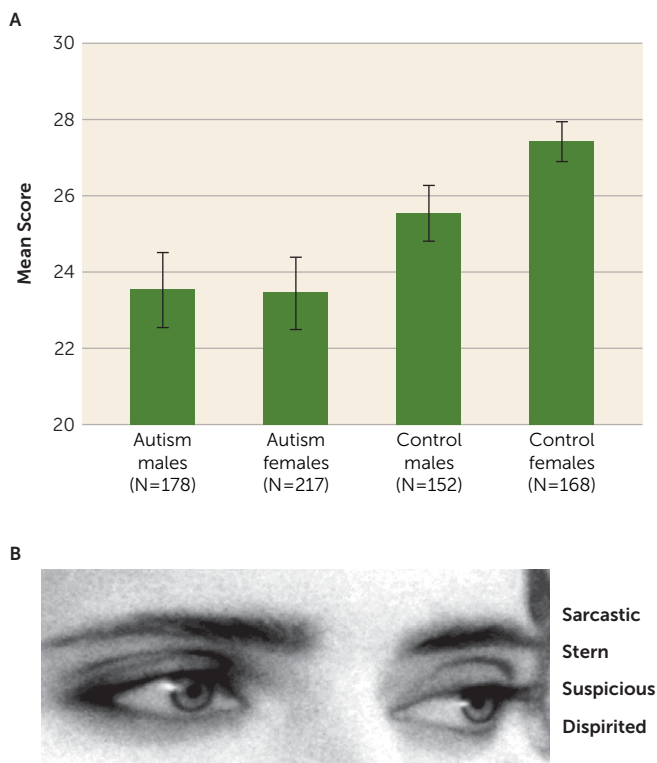 A
30
28
26
24
22
20
Mean Score
Autism males (N=178)
Autism females (N=217)
Control males (N=152)
Control females (N=168)
B
Sarcastic
Stern
Suspicious
Dispirited